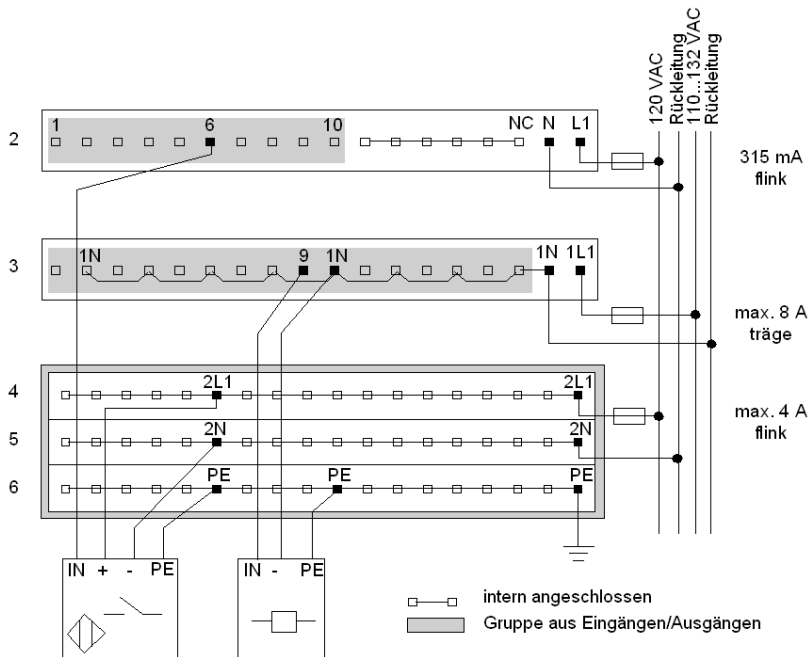 120 VAC
Rückleitung
110...132 VAC
Rückleitung
1 6 10 NC N L1
2
315 mA
flink
1N 9 1N 1N 1L1
3
max. 8 A
träge
4
2L1 2L1
max. 4 A
flink
5
2N 2N
6
PE PE PE
IN + - PE
IN - PE
intern angeschlossen
Gruppe aus Eingängen/Ausgängen